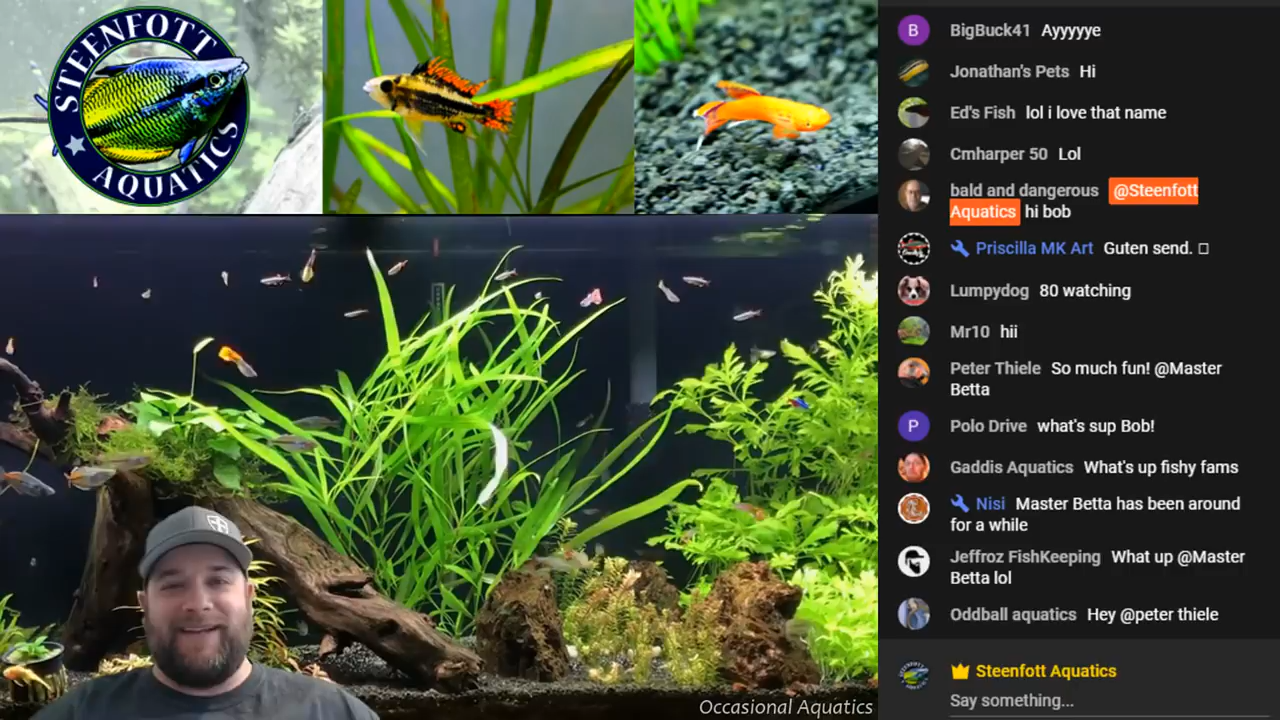 STEENFOTT
AQUATICS
BigBuck41 Ayyyyye
Jonathan's Pets Hi
Ed's Fish lol i love that name
Cmharper 50 Lol
bald and dangerous @Steenfott
Aquatics hi bob
Priscilla MK Art Guten send. □
Lumpydog 80 watching
Mr10 hii
Peter Thiele So much fun! @Master
Betta
P Polo Drive what's sup Bob!
Gaddis Aquatics What's up fishy fams
Nisi Master Betta has been around
for a while
Jeffroz FishKeeping What up @Master
Betta lol
Oddball aquatics Hey @peter thiele
Steenfott Aquatics
Say something...
Occasional Aquatics